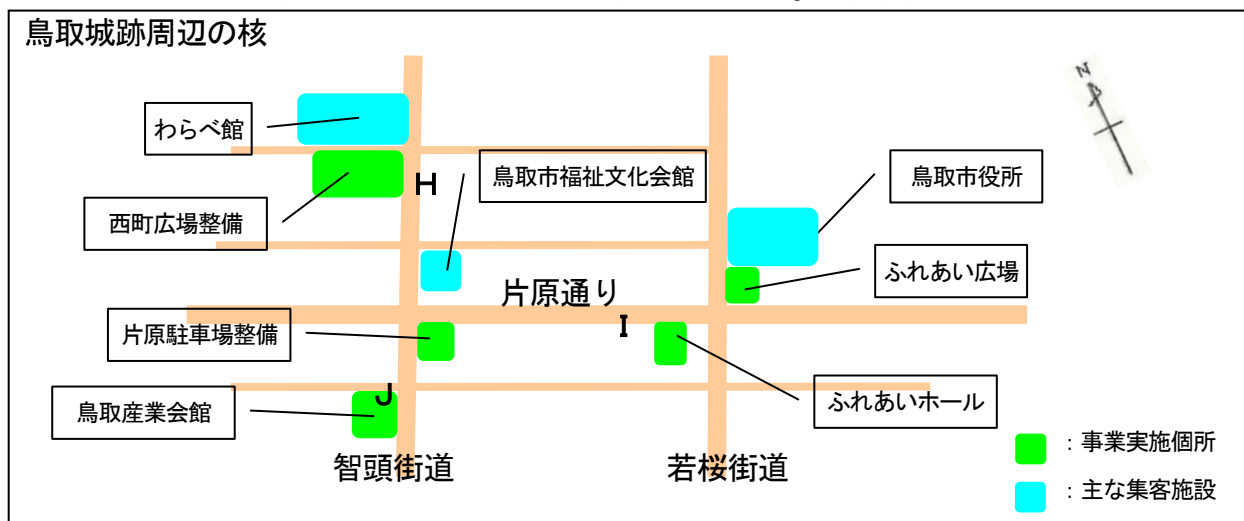 鳥取城跡周辺の核
N
わらべ館
鳥取市福祉文化会館
鳥取市役所
H
西町広場整備
ふれあい広場
片原通り
I
片原駐車場整備
J
ふれあいホール
鳥取産業会館
智頭街道
若桜街道
：事業実施個所
：主な集客施設